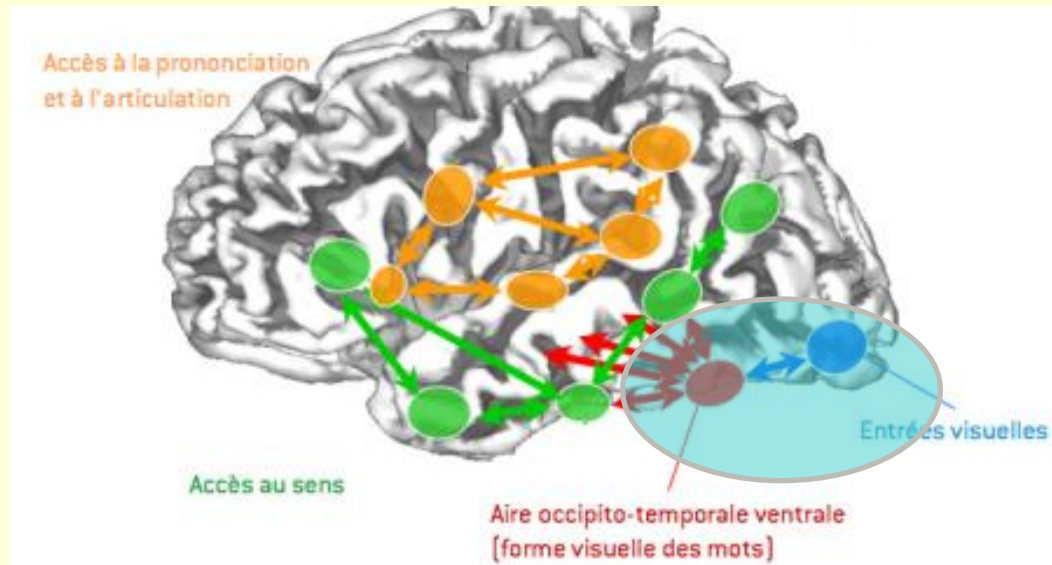 Accès à la prononciation
et à l'articulation
Entrées visuelles
Accès au sens
Aire occipito-temporale ventrale
(forme visuelle des mots)